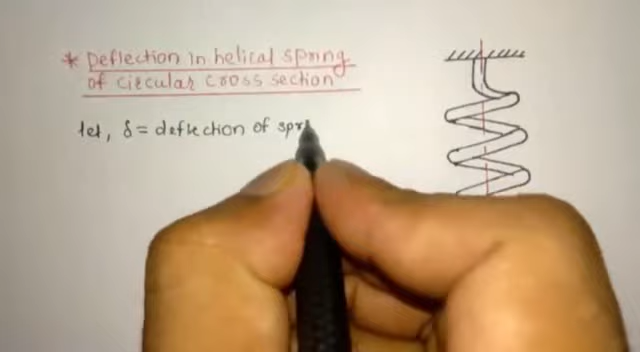 * Deflection in helical spring
of circular cross section
let, δ = deflection of spr